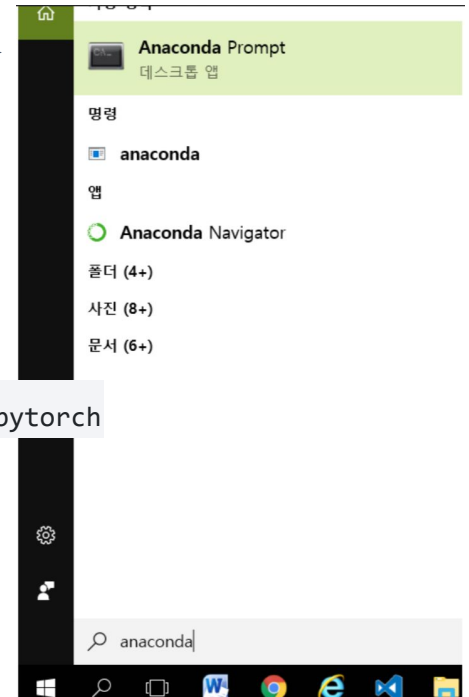 Anaconda Prompt
데스크톱 앱
명령
anaconda
앱
Anaconda Navigator
폴더 (4+)
사진 (8+)
문서 (6+)
pytorch
anaconda